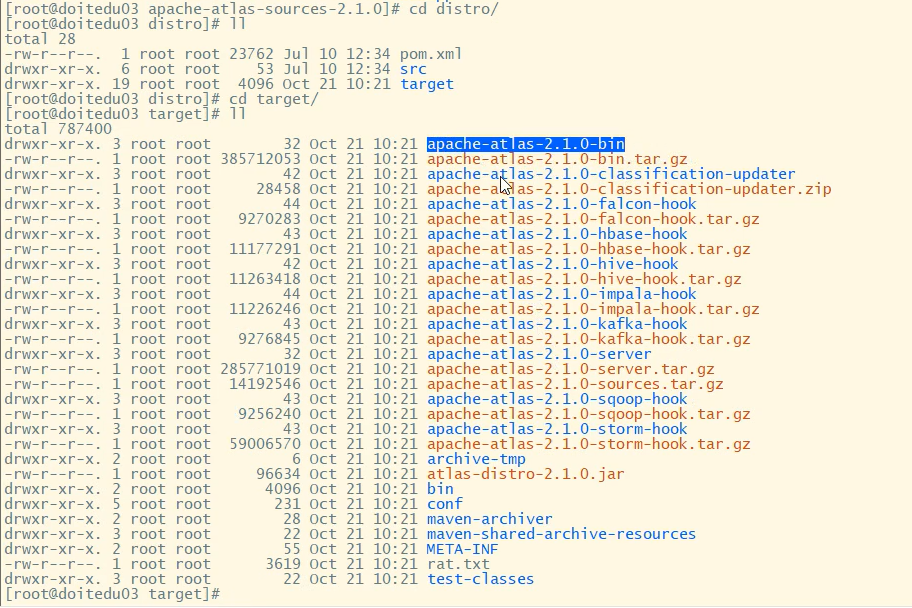 [root@doitedu03 apache-atlas-sources-2.1.0]# cd distro/
[root@doitedu03 distro]# ll
total 28
-rw-r--r--.  1 root root 23762 Jul 10 12:34 pom.xml
drwxr-xr-x.  6 root root    53 Jul 10 12:34 src
drwxr-xr-x. 19 root root  4096 Oct 21 10:21 target
[root@doitedu03 distro]# cd target/
[root@doitedu03 target]# ll
total 787400
drwxr-xr-x. 3 root root        32 Oct 21 10:21 apache-atlas-2.1.0-bin
-rw-r--r--. 1 root root 385712053 Oct 21 10:21 apache-atlas-2.1.0-bin.tar.gz
drwxr-xr-x. 3 root root        42 Oct 21 10:21 apache-atlas-2.1.0-classification-updater
-rw-r--r--. 1 root root     28458 Oct 21 10:21 apache-atlas-2.1.0-classification-updater.zip
drwxr-xr-x. 3 root root        44 Oct 21 10:21 apache-atlas-2.1.0-falcon-hook
-rw-r--r--. 1 root root   9270283 Oct 21 10:21 apache-atlas-2.1.0-falcon-hook.tar.gz
drwxr-xr-x. 3 root root        43 Oct 21 10:21 apache-atlas-2.1.0-hbase-hook
-rw-r--r--. 1 root root  11177291 Oct 21 10:21 apache-atlas-2.1.0-hbase-hook.tar.gz
drwxr-xr-x. 3 root root        42 Oct 21 10:21 apache-atlas-2.1.0-hive-hook
-rw-r--r--. 1 root root  11263418 Oct 21 10:21 apache-atlas-2.1.0-hive-hook.tar.gz
drwxr-xr-x. 3 root root        44 Oct 21 10:21 apache-atlas-2.1.0-impala-hook
-rw-r--r--. 1 root root  11226246 Oct 21 10:21 apache-atlas-2.1.0-impala-hook.tar.gz
drwxr-xr-x. 3 root root        43 Oct 21 10:21 apache-atlas-2.1.0-kafka-hook
-rw-r--r--. 1 root root   9276845 Oct 21 10:21 apache-atlas-2.1.0-kafka-hook.tar.gz
drwxr-xr-x. 3 root root        32 Oct 21 10:21 apache-atlas-2.1.0-server
-rw-r--r--. 1 root root 285771019 Oct 21 10:21 apache-atlas-2.1.0-server.tar.gz
-rw-r--r--. 1 root root  14192546 Oct 21 10:21 apache-atlas-2.1.0-sources.tar.gz
drwxr-xr-x. 3 root root        43 Oct 21 10:21 apache-atlas-2.1.0-sqoop-hook
-rw-r--r--. 1 root root   9256240 Oct 21 10:21 apache-atlas-2.1.0-sqoop-hook.tar.gz
drwxr-xr-x. 3 root root        43 Oct 21 10:21 apache-atlas-2.1.0-storm-hook
-rw-r--r--. 1 root root  59006570 Oct 21 10:21 apache-atlas-2.1.0-storm-hook.tar.gz
drwxr-xr-x. 2 root root         6 Oct 21 10:21 archive-tmp
-rw-r--r--. 1 root root     96634 Oct 21 10:21 atlas-distro-2.1.0.jar
drwxr-xr-x. 2 root root      4096 Oct 21 10:21 bin
drwxr-xr-x. 5 root root       231 Oct 21 10:21 conf
drwxr-xr-x. 2 root root        28 Oct 21 10:21 maven-archiver
drwxr-xr-x. 3 root root        22 Oct 21 10:21 maven-shared-archive-resources
drwxr-xr-x. 2 root root        55 Oct 21 10:21 META-INF
-rw-r--r--. 1 root root      3619 Oct 21 10:21 rat.txt
drwxr-xr-x. 3 root root        22 Oct 21 10:21 test-classes
[root@doitedu03 target]#